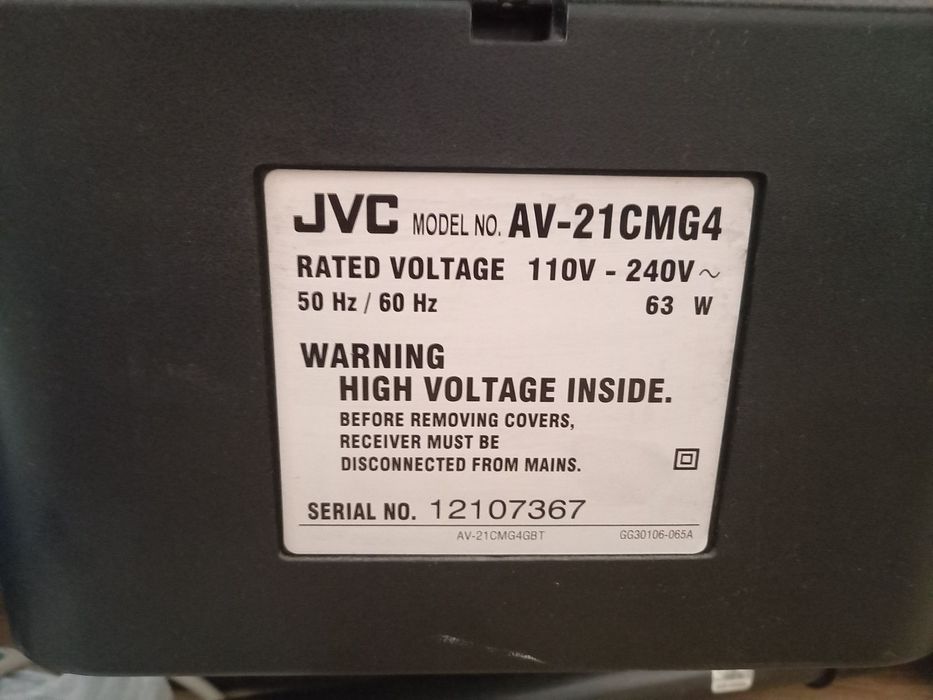 JVC MODEL NO. AV-21CMG4
RATED VOLTAGE 110V - 240V~
50 Hz / 60 Hz 63 W
WARNING
HIGH VOLTAGE INSIDE.
BEFORE REMOVING COVERS,
RECEIVER MUST BE
DISCONNECTED FROM MAINS.
SERIAL NO. 12107367
AV-21CMG4GBT GG30106-065A